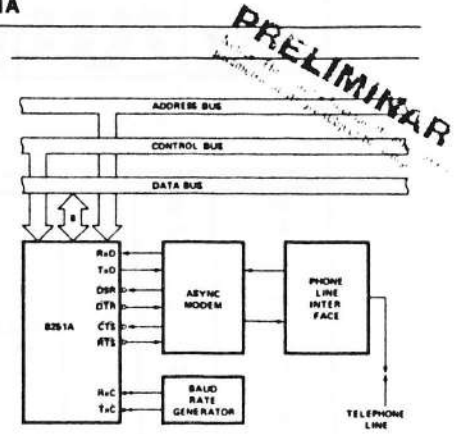 PRELIMINAR
ADDRESS BUS
CONTROL BUS
DATA BUS
8
8251A
RxD
TxD
DSR
DTR
CTS
RTS
RxC
TxC
ASYNC
MODEM
PHONE
LINE
INTER
FACE
BAUD
RATE
GENERATOR
TELEPHONE
LINE